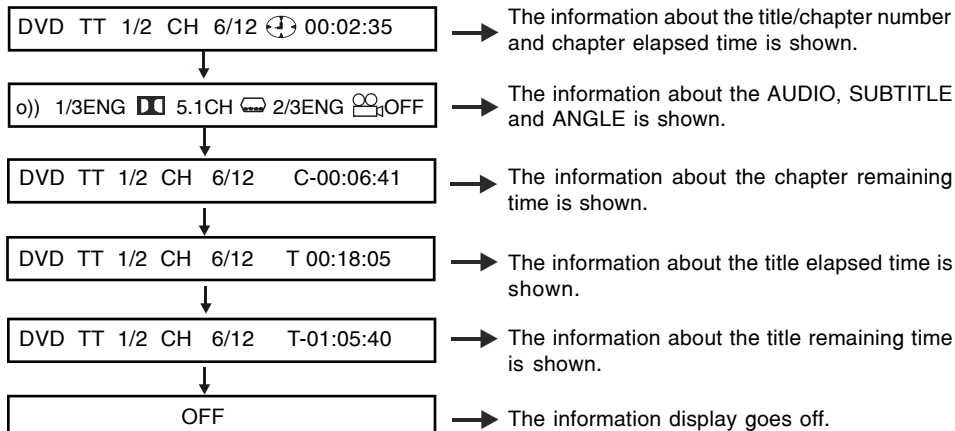 DVD TT 1/2 CH 6/12 00:02:35
The information about the title/chapter number
and chapter elapsed time is shown.
o)) 1/3ENG 5.1CH 2/3ENG OFF
The information about the AUDIO, SUBTITLE
and ANGLE is shown.
DVD TT 1/2 CH 6/12 C-00:06:41
The information about the chapter remaining
time is shown.
DVD TT 1/2 CH 6/12 T 00:18:05
The information about the title elapsed time is
shown.
DVD TT 1/2 CH 6/12 T-01:05:40
The information about the title remaining time
is shown.
OFF
The information display goes off.